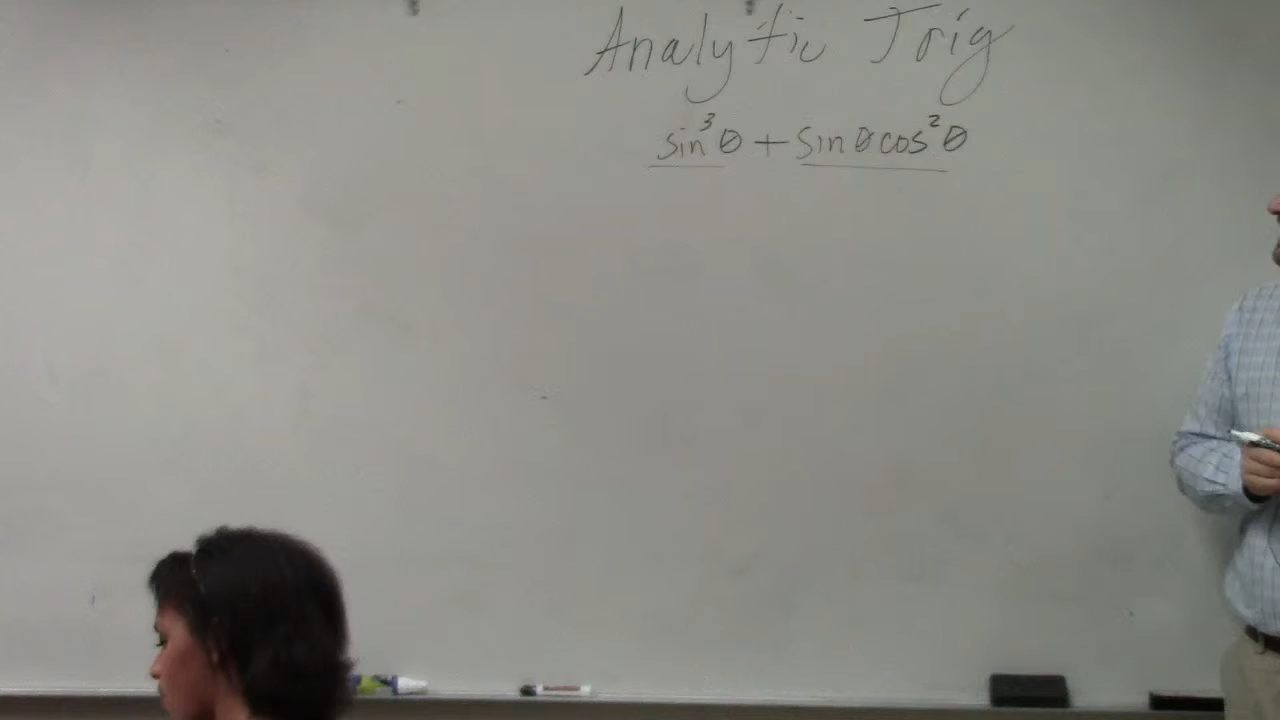 Analytic Trig
sin³θ + sinθcos²θ